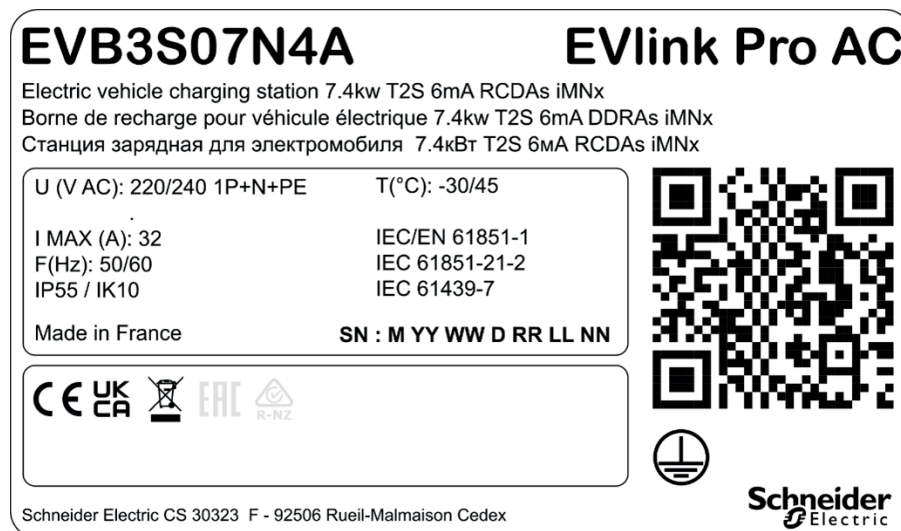 EVB3S07N4A EVlink Pro AC
Electric vehicle charging station 7.4kw T2S 6mA RCDAs iMNx
Borne de recharge pour véhicule électrique 7.4kw T2S 6mA DDRAs iMNx
Станция зарядная для электромобиля 7.4кВт T2S 6мА RCDAs iMNx
U (V AC): 220/240 1P+N+PE T(°C): -30/45
.
I MAX (A): 32 IEC/EN 61851-1
F(Hz): 50/60 IEC 61851-21-2
IP55 / IK10 IEC 61439-7
Made in France SN : M YY WW D RR LL NN
CE UK CA EAC R-NZ
Schneider Electric CS 30323 F - 92506 Rueil-Malmaison Cedex
Schneider Electric